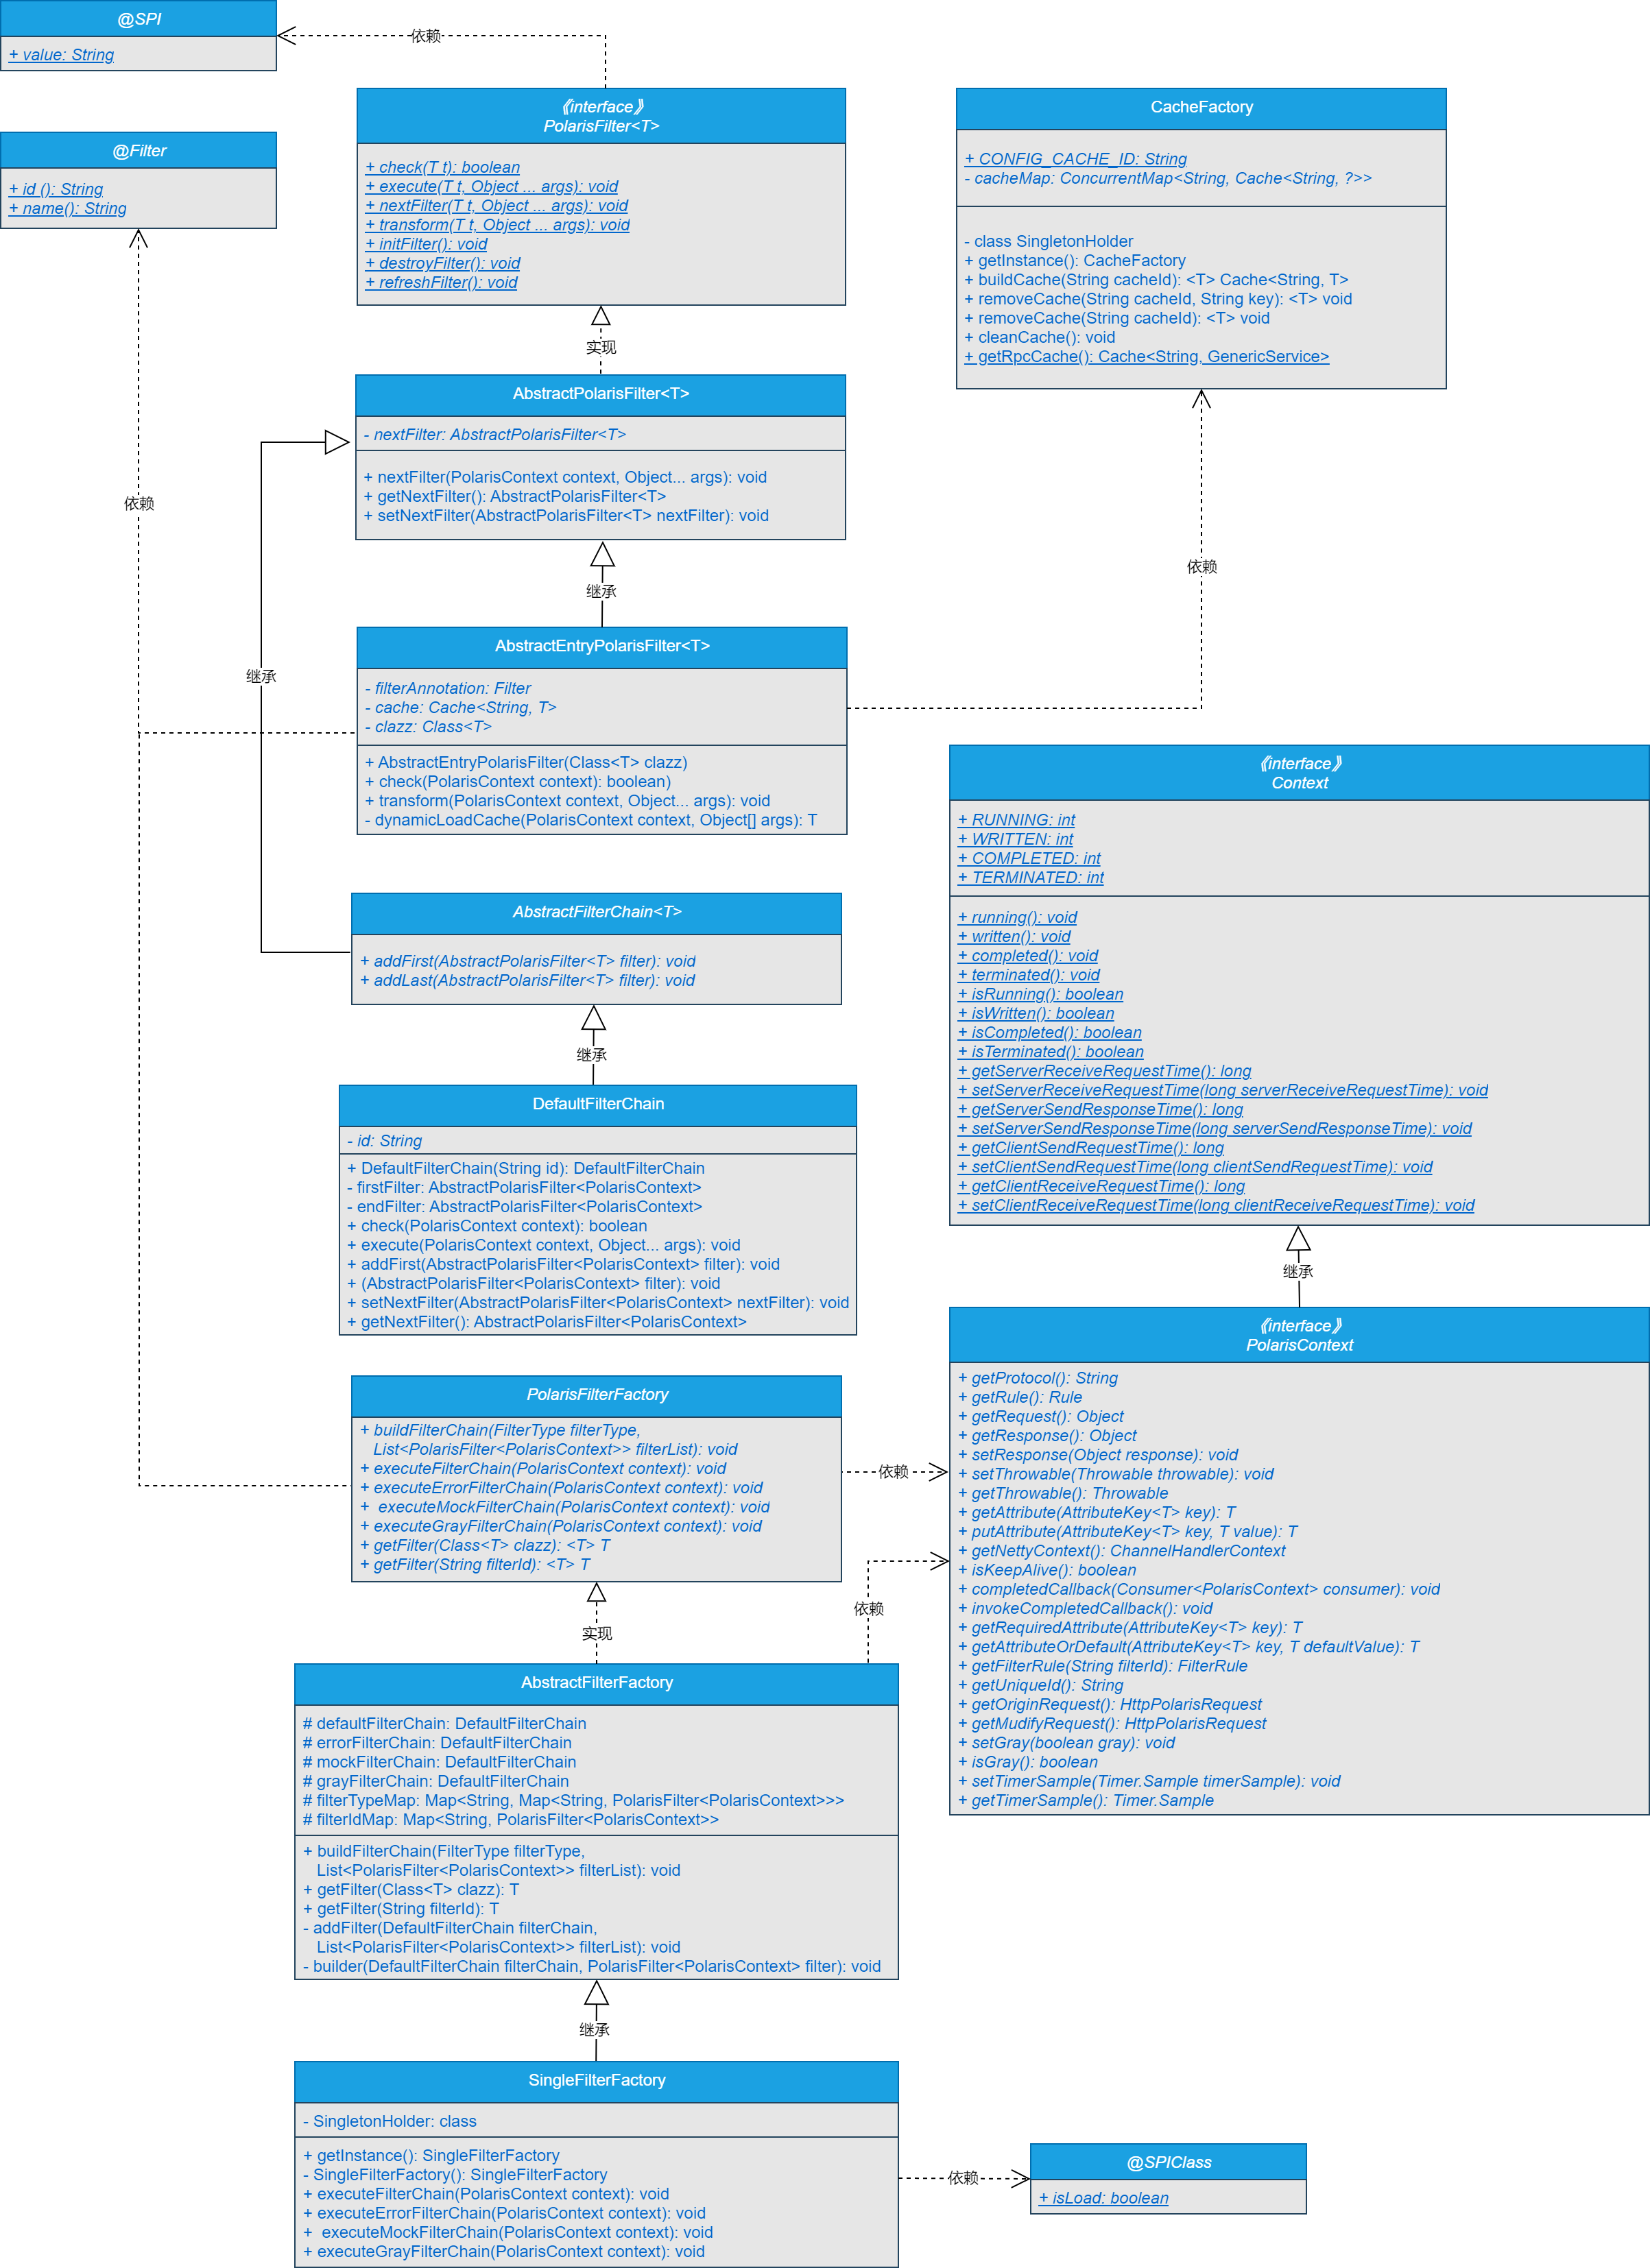 @SPI
+ value: String
依赖
《interface》
PolarisFilter<T>
+ check(T t): boolean
+ execute(T t, Object ... args): void
+ nextFilter(T t, Object ... args): void
+ transform(T t, Object ... args): void
+ initFilter(): void
+ destroyFilter(): void
+ refreshFilter(): void
CacheFactory
+ CONFIG_CACHE_ID: String
- cacheMap: ConcurrentMap<String, Cache<String, ?>>
- class SingletonHolder
+ getInstance(): CacheFactory
+ buildCache(String cacheId): <T> Cache<String, T>
+ removeCache(String cacheId, String key): <T> void
+ removeCache(String cacheId): <T> void
+ cleanCache(): void
+ getRpcCache(): Cache<String, GenericService>
@Filter
+ id (): String
+ name(): String
实现
AbstractPolarisFilter<T>
- nextFilter: AbstractPolarisFilter<T>
+ nextFilter(PolarisContext context, Object... args): void
+ getNextFilter(): AbstractPolarisFilter<T>
+ setNextFilter(AbstractPolarisFilter<T> nextFilter): void
依赖
依赖
继承
继承
AbstractEntryPolarisFilter<T>
- filterAnnotation: Filter
- cache: Cache<String, T>
- clazz: Class<T>
+ AbstractEntryPolarisFilter(Class<T> clazz)
+ check(PolarisContext context): boolean)
+ transform(PolarisContext context, Object... args): void
- dynamicLoadCache(PolarisContext context, Object[] args): T
《interface》
Context
+ RUNNING: int
+ WRITTEN: int
+ COMPLETED: int
+ TERMINATED: int
+ running(): void
+ written(): void
+ completed(): void
+ terminated(): void
+ isRunning(): boolean
+ isWritten(): boolean
+ isCompleted(): boolean
+ isTerminated(): boolean
+ getServerReceiveRequestTime(): long
+ setServerReceiveRequestTime(long serverReceiveRequestTime): void
+ getServerSendResponseTime(): long
+ setServerSendResponseTime(long serverSendResponseTime): void
+ getClientSendRequestTime(): long
+ setClientSendRequestTime(long clientSendRequestTime): void
+ getClientReceiveRequestTime(): long
+ setClientReceiveRequestTime(long clientReceiveRequestTime): void
AbstractFilterChain<T>
+ addFirst(AbstractPolarisFilter<T> filter): void
+ addLast(AbstractPolarisFilter<T> filter): void
继承
DefaultFilterChain
- id: String
+ DefaultFilterChain(String id): DefaultFilterChain
- firstFilter: AbstractPolarisFilter<PolarisContext>
- endFilter: AbstractPolarisFilter<PolarisContext>
+ check(PolarisContext context): boolean
+ execute(PolarisContext context, Object... args): void
+ addFirst(AbstractPolarisFilter<PolarisContext> filter): void
+ (AbstractPolarisFilter<PolarisContext> filter): void
+ setNextFilter(AbstractPolarisFilter<PolarisContext> nextFilter): void
+ getNextFilter(): AbstractPolarisFilter<PolarisContext>
继承
《interface》
PolarisContext
+ getProtocol(): String
+ getRule(): Rule
+ getRequest(): Object
+ getResponse(): Object
+ setResponse(Object response): void
+ setThrowable(Throwable throwable): void
+ getThrowable(): Throwable
+ getAttribute(AttributeKey<T> key): T
+ putAttribute(AttributeKey<T> key, T value): T
+ getNettyContext(): ChannelHandlerContext
+ isKeepAlive(): boolean
+ completedCallback(Consumer<PolarisContext> consumer): void
+ invokeCompletedCallback(): void
+ getRequiredAttribute(AttributeKey<T> key): T
+ getAttributeOrDefault(AttributeKey<T> key, T defaultValue): T
+ getFilterRule(String filterId): FilterRule
+ getUniqueId(): String
+ getOriginRequest(): HttpPolarisRequest
+ getMudifyRequest(): HttpPolarisRequest
+ setGray(boolean gray): void
+ isGray(): boolean
+ setTimerSample(Timer.Sample timerSample): void
+ getTimerSample(): Timer.Sample
PolarisFilterFactory
+ buildFilterChain(FilterType filterType,
List<PolarisFilter<PolarisContext>> filterList): void
+ executeFilterChain(PolarisContext context): void
+ executeErrorFilterChain(PolarisContext context): void
+  executeMockFilterChain(PolarisContext context): void
+ executeGrayFilterChain(PolarisContext context): void
+ getFilter(Class<T> clazz): <T> T
+ getFilter(String filterId): <T> T
依赖
依赖
实现
AbstractFilterFactory
# defaultFilterChain: DefaultFilterChain
# errorFilterChain: DefaultFilterChain
# mockFilterChain: DefaultFilterChain
# grayFilterChain: DefaultFilterChain
# filterTypeMap: Map<String, Map<String, PolarisFilter<PolarisContext>>>
# filterIdMap: Map<String, PolarisFilter<PolarisContext>>
+ buildFilterChain(FilterType filterType,
List<PolarisFilter<PolarisContext>> filterList): void
+ getFilter(Class<T> clazz): T
+ getFilter(String filterId): T
- addFilter(DefaultFilterChain filterChain,
List<PolarisFilter<PolarisContext>> filterList): void
- builder(DefaultFilterChain filterChain, PolarisFilter<PolarisContext> filter): void
继承
SingleFilterFactory
- SingletonHolder: class
+ getInstance(): SingleFilterFactory
- SingleFilterFactory(): SingleFilterFactory
+ executeFilterChain(PolarisContext context): void
+ executeErrorFilterChain(PolarisContext context): void
+  executeMockFilterChain(PolarisContext context): void
+ executeGrayFilterChain(PolarisContext context): void
依赖
@SPIClass
+ isLoad: boolean